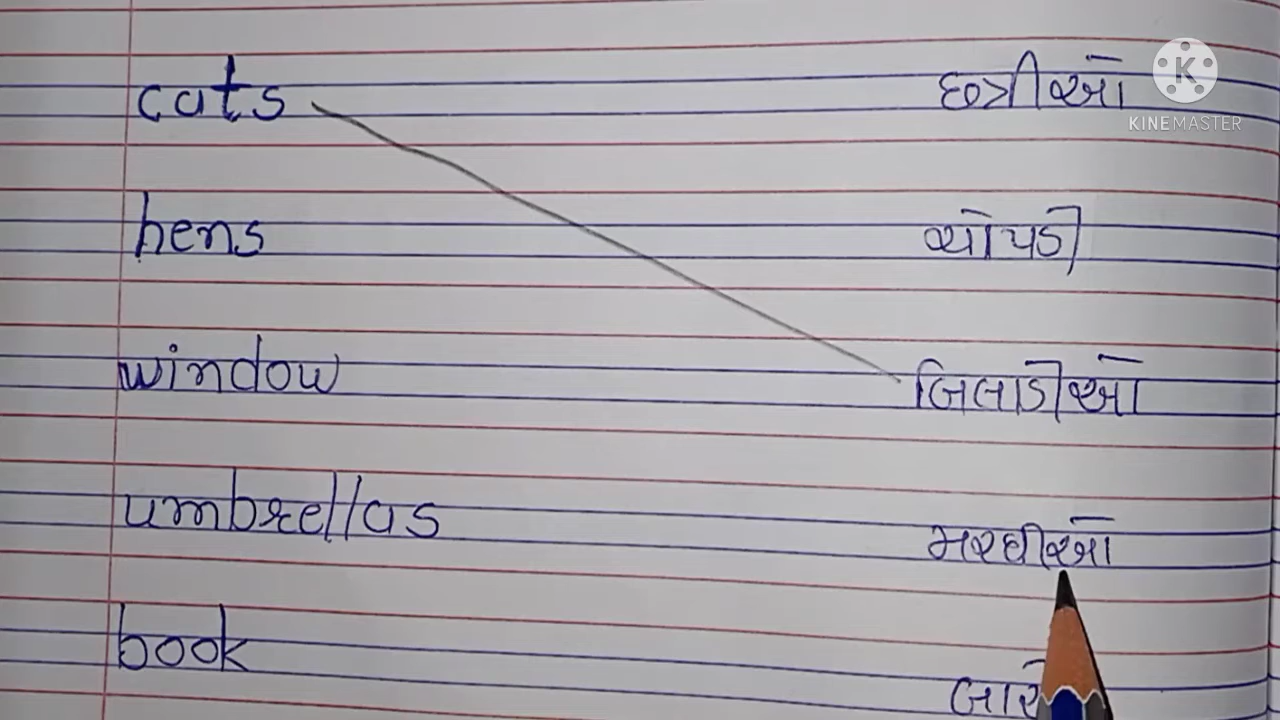 cats છત્રીઓ
KINEMASTER
hens ચોપડી
window બિલાડીઓ
umbrellas મરઘીઓ
book